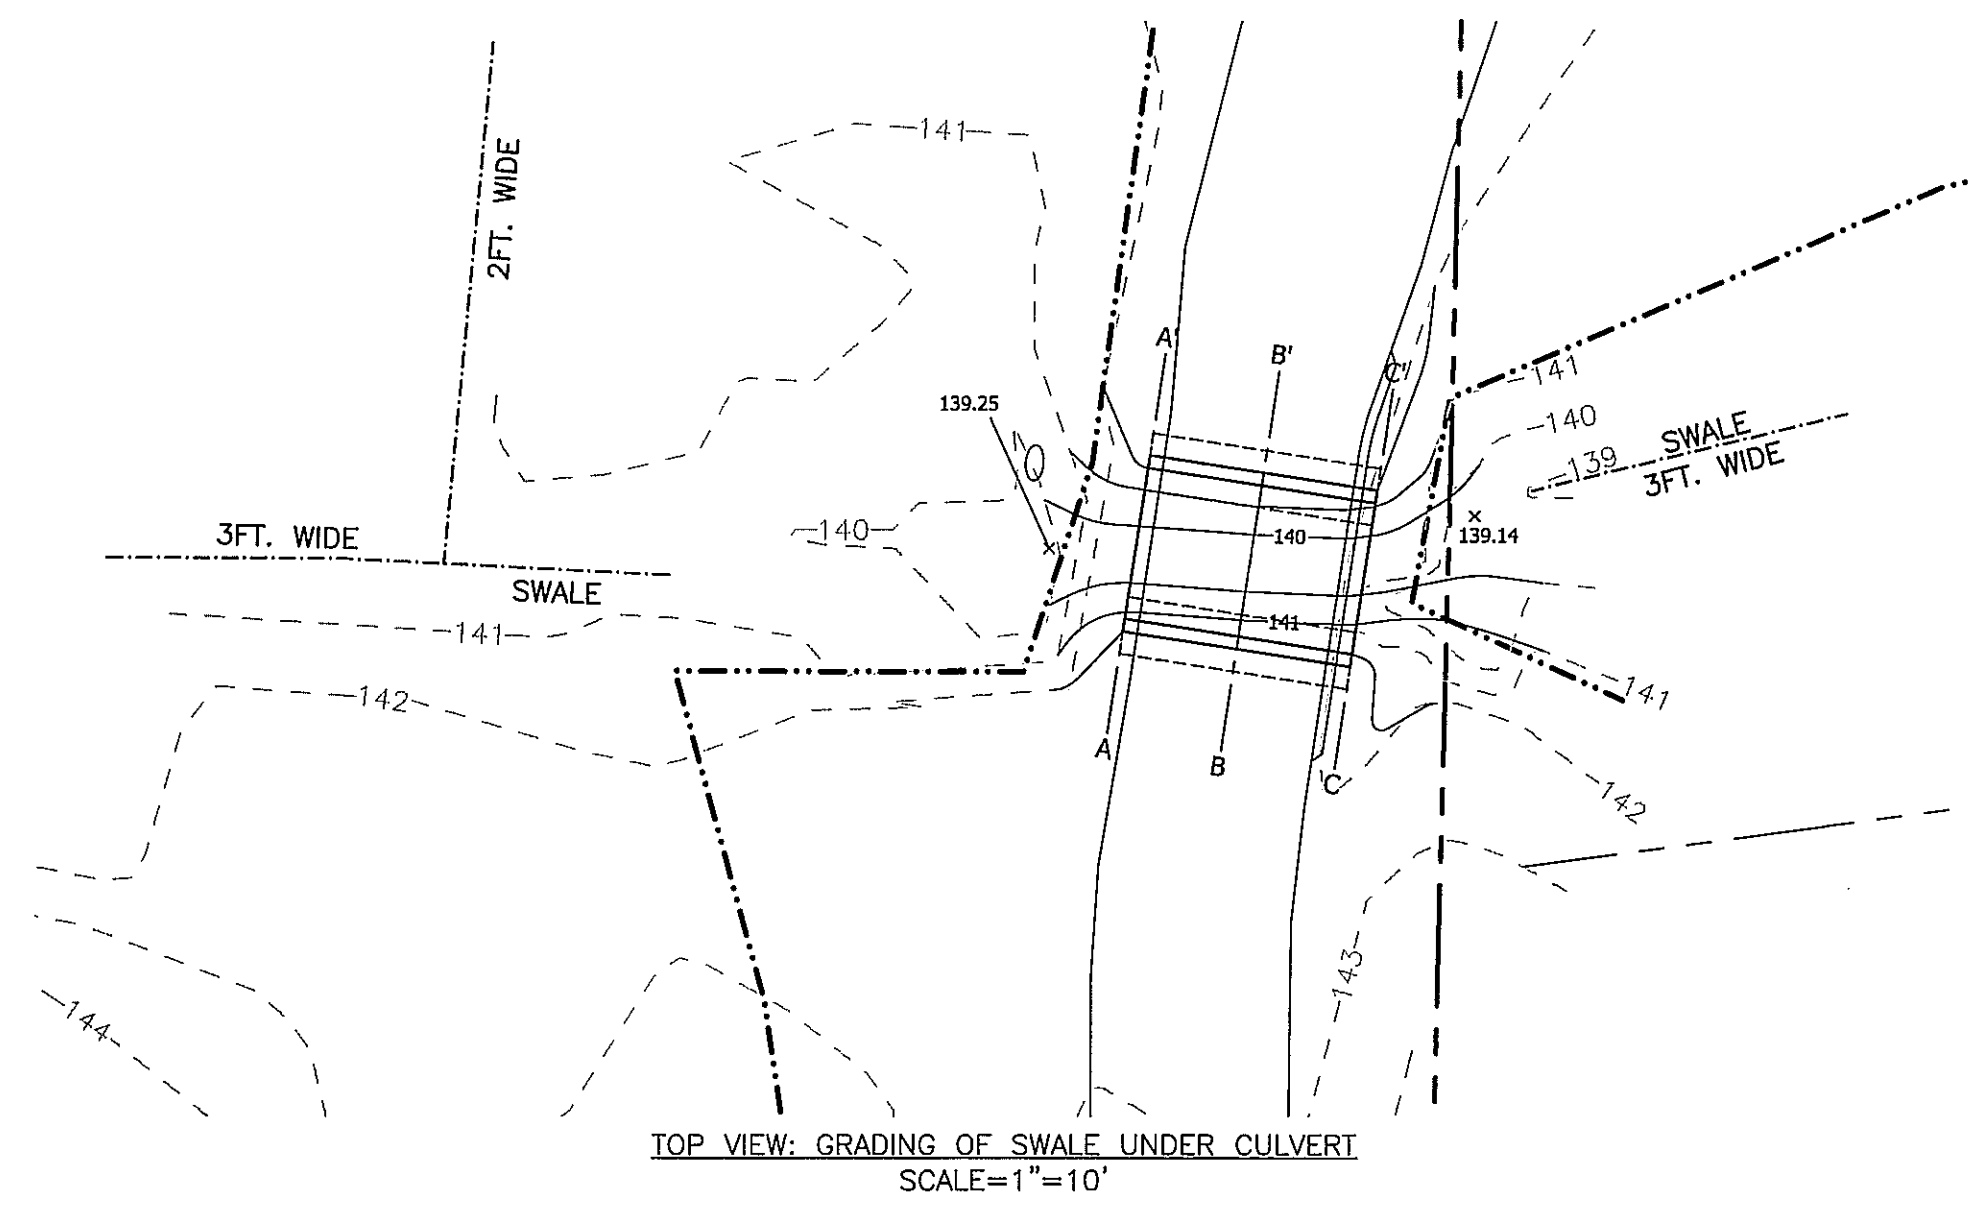 141
2FT. WIDE
A'
B'
C'
141
139.25
140
SWALE
3FT. WIDE
139
3FT. WIDE
SWALE
140
140
139.14
141
141
142
141
A
B
C
142
143
144
TOP VIEW: GRADING OF SWALE UNDER CULVERT
SCALE=1"=10'